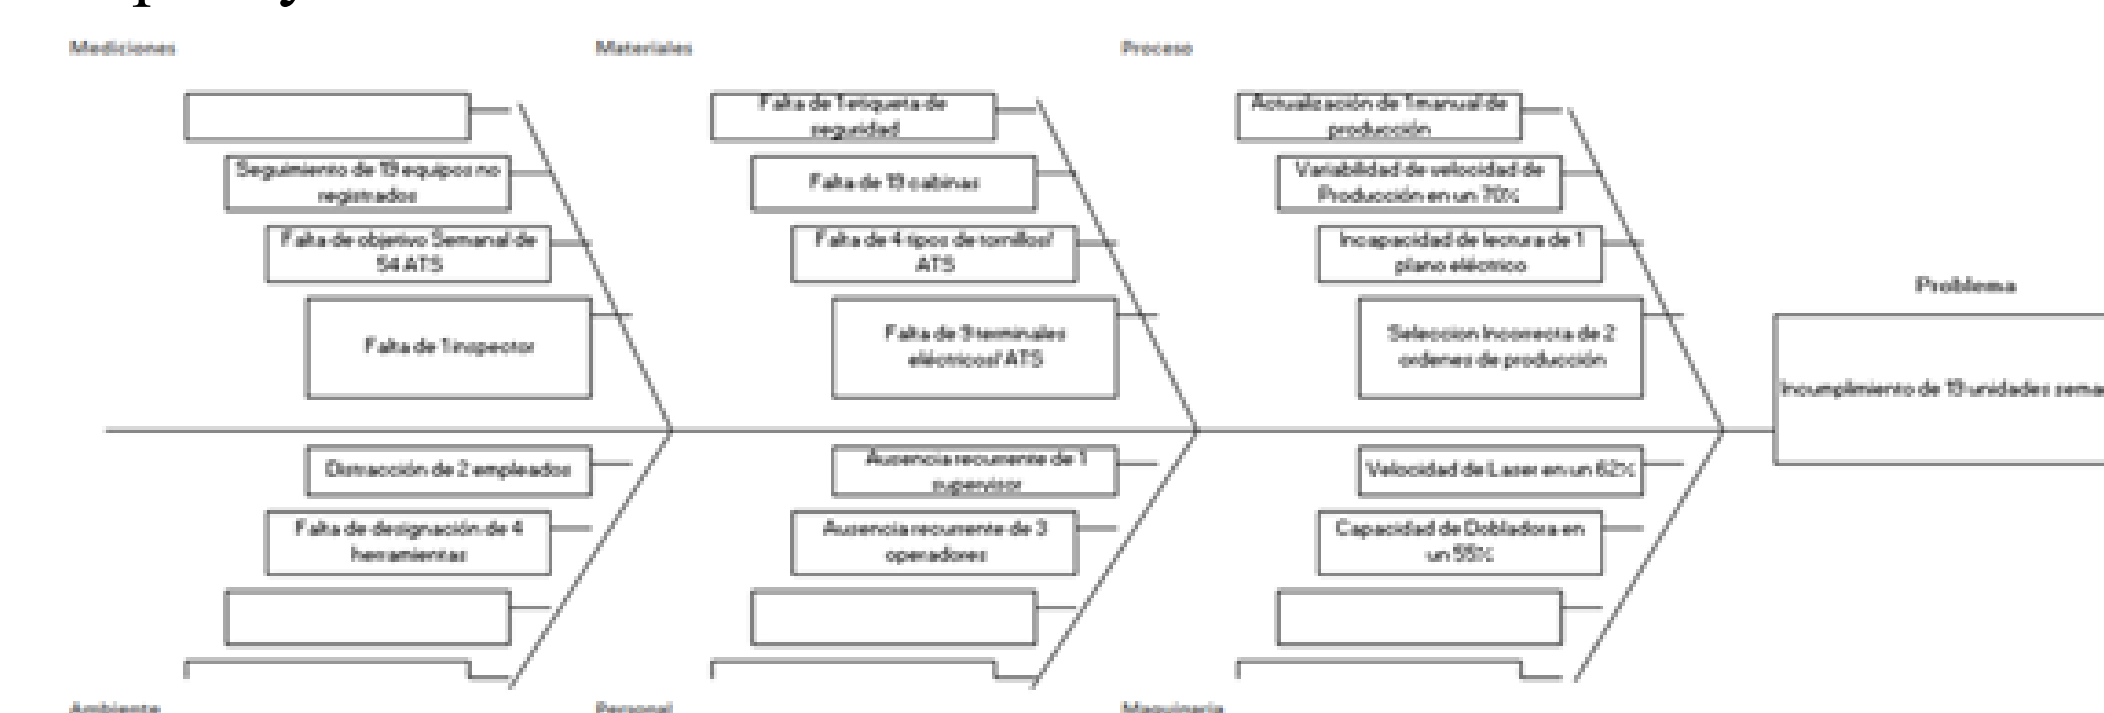 Mediciones
Materiales
Proceso
Falta de 1 etiqueta de
seguridad
Actualización de 1 manual de
producción
Seguimiento de 19 equipos no
registrados
Falta de 19 cabinas
Variabilidad de velocidad de
Producción en un 70%
Falta de objetivo Semanal de
54 ATS
Falta de 4 tipos de tornillos/
ATS
Incapacidad de lectura de 1
plano eléctrico
Falta de 1 inspector
Falta de 9 terminales
eléctricos/ ATS
Seleccion Incorrecta de 2
ordenes de producción
Problema
Incumplimiento de 19 unidades
Distracción de 2 empleados
Ausencia recurrente de 1
supervisor
Velocidad de Laser en un 62%
Falta de designación de 4
herramientas
Ausencia recurrente de 3
operadores
Capacidad de Dobladora en
un 55%
Ambiente
Personal
Maquinaria